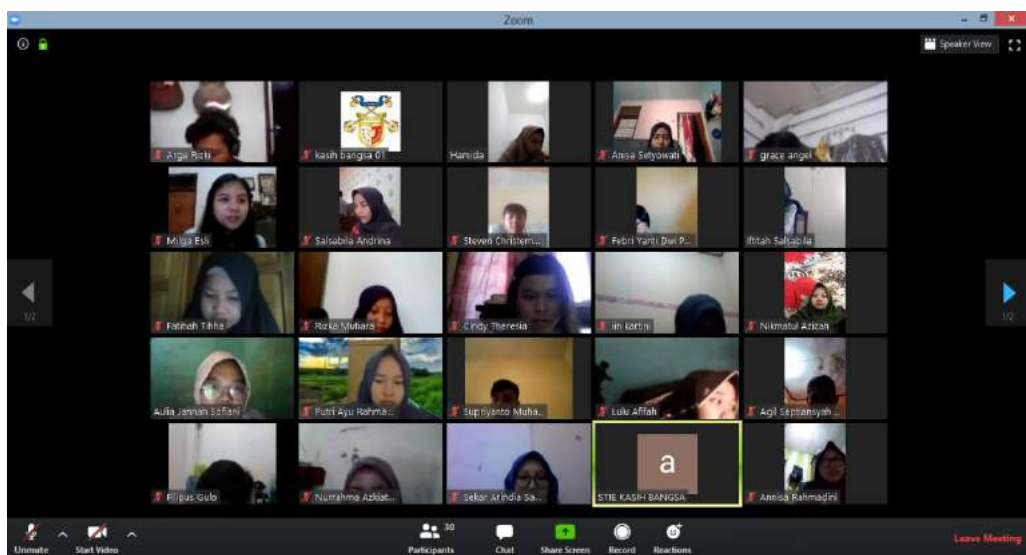 Zoom
Speaker View
Arga Rizki
kasih bangsa 01
Hamida
Anisa Setyowati
grace angel
Milga Esli
Salsabila Andrina
Steven Christern...
Febri Yanti Dwi P...
Iftitah Salsabila
Fatihah Tihha
Rizka Mutiara
Cindy Theresia
iin kartini
Nikmatul Azizah
1/2
1/2
Aulia Jannah Sofiani
Putri Ayu Rahma...
Supriyanto Muha...
Lulu Afifah
Agil Septiansyah ...
a
Filipus Gulo
Nurrahma Azkiat...
Sekar Arindia Sa...
STIE KASIH BANGSA
Annisa Rahmadini
Unmute
Start Video
Participants
30
Chat
Share Screen
Record
Reactions
Leave Meeting